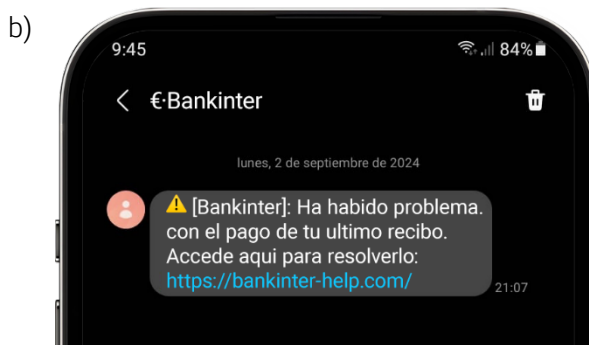 b)
9:45 84%
€·Bankinter
lunes, 2 de septiembre de 2024
⚠ [Bankinter]: Ha habido problema.
con el pago de tu ultimo recibo.
Accede aqui para resolverlo:
https://bankinter-help.com/
21:07